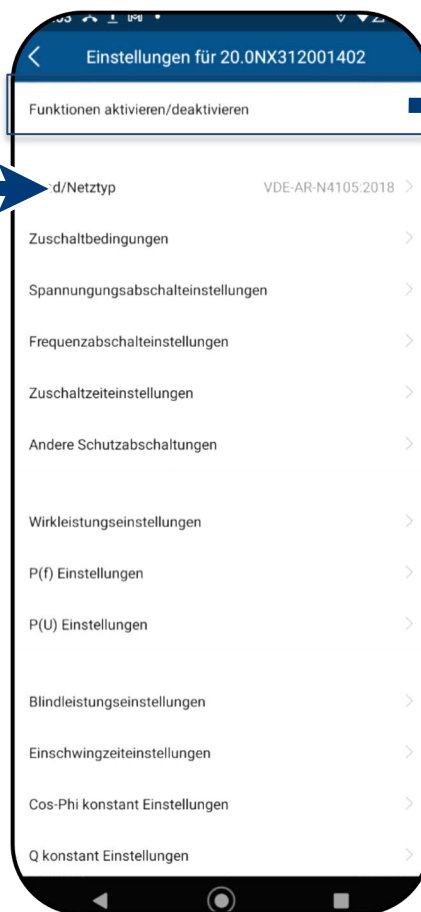 Einstellungen für 20.0NX312001402
Funktionen aktivieren/deaktivieren
d/Netztyp VDE-AR-N4105:2018
Zuschaltbedingungen
Spannungungsabschalteinstellungen
Frequenzabschalteinstellungen
Zuschaltzeiteinstellungen
Andere Schutzabschaltungen
Wirkleistungseinstellungen
P(f) Einstellungen
P(U) Einstellungen
Blindleistungseinstellungen
Einschwingzeiteinstellungen
Cos-Phi konstant Einstellungen
Q konstant Einstellungen